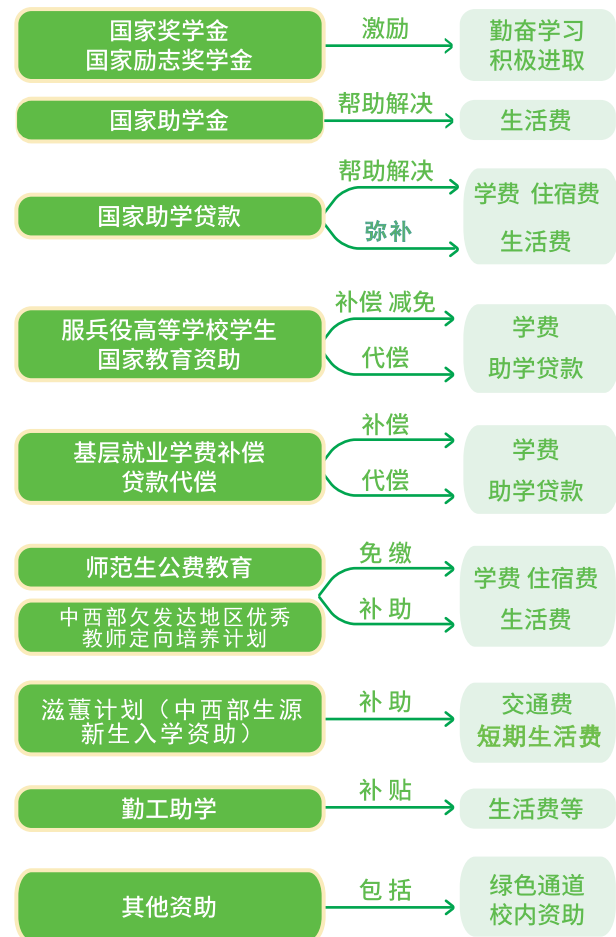 国家奖学金
国家励志奖学金
激励
勤奋学习
积极进取
国家助学金
帮助解决
生活费
国家助学贷款
帮助解决
学费 住宿费
弥补
生活费
服兵役高等学校学生
国家教育资助
补偿 减免
学费
代偿
助学贷款
基层就业学费补偿
贷款代偿
补偿
学费
代偿
助学贷款
师范生公费教育
中西部欠发达地区优秀
教师定向培养计划
免 缴
学费 住宿费
补 助
生活费
滋蕙计划（中西部生源
新生入学资助）
补 助
交通费
短期生活费
勤工助学
补 贴
生活费等
其他资助
包 括
绿色通道
校内资助